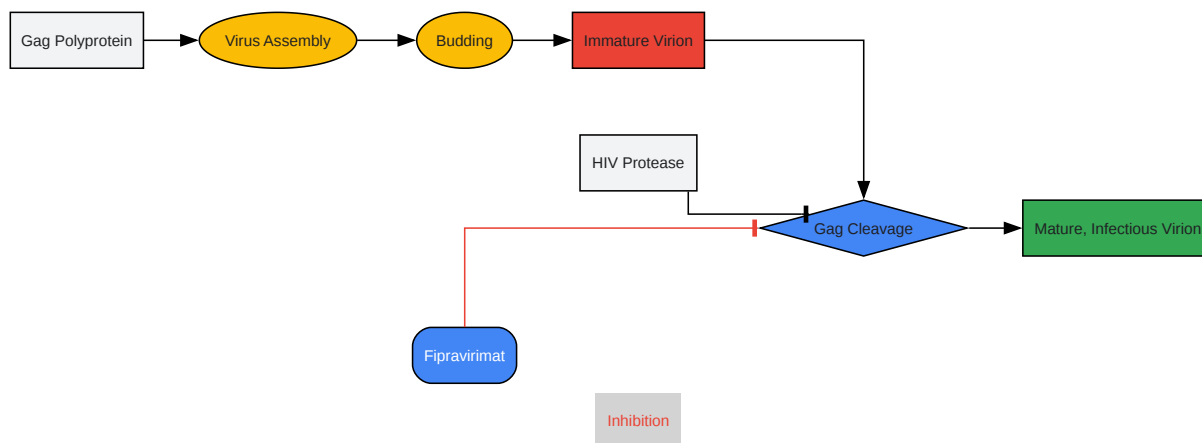 Gag Polyprotein
Virus Assembly
Budding
Immature Virion
HIV Protease
Gag Cleavage
Mature, Infectious Virion
Fipravirimat
Inhibition